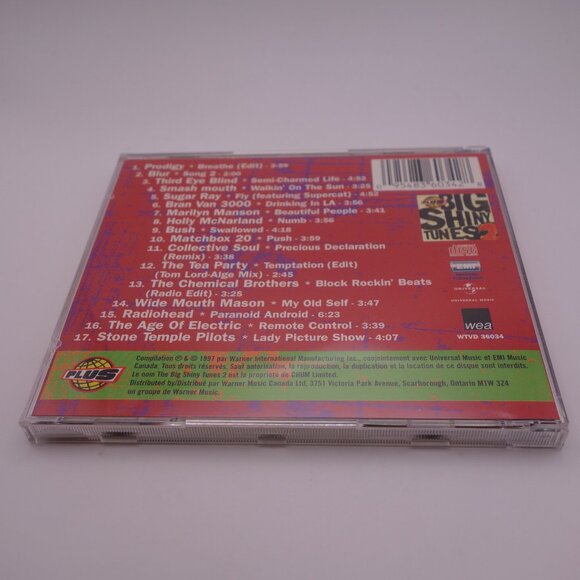 1. Prodigy • Breathe (Edit) • 3:59
2. Blur • Song 2 • 2:00
3. Third Eye Blind • Semi-Charmed Life • 4:52
4. Smash mouth • Walkin' On The Sun • 3:25
5. Sugar Ray • Fly (featuring Supercat) • 4:52
6. Bran Van 3000 • Drinking In LA •
7. Marilyn Manson • Beautiful People • 3:41
8. Holly McNarland • Numb • 3:56
9. Bush • Swallowed •
10. Matchbox 20 • Push • 3:59
11. Collective Soul • Precious Declaration
(Remix) • 3:38
12. The Tea Party • Temptation (Edit)
(Tom Lord-Alge Mix) • 2:45
13. The Chemical Brothers • Block Rockin' Beats
(Radio Edit) • 3:25
14. Wide Mouth Mason • My Old Self • 3:47
15. Radiohead • Paranoid Android • 6:23
16. The Age Of Electric • Remote Control • 3:39
17. Stone Temple Pilots • Lady Picture Show • 4:07
BIG
SHINY
TUNES 2
EMI
UNIVERSAL
UNIVERSAL MUSIC
wea
WTVD 36034
PLUS
Compilation ℗ & © 1997 par Warner International Manufacturing Inc., conjointement avec Universal Music et EMI Music
Canada. Tous droits réservés. Sauf autorisation, la reproduction, la duplication et la location de ce disque sont interdites.
Le nom The Big Shiny Tunes 2 est la propriété de CHUM Limited.
Distributed by/Distribué par Warner Music Canada Ltd, 3751 Victoria Park Avenue, Scarborough, Ontario M1W 3Z4
un groupe de Warner Music.